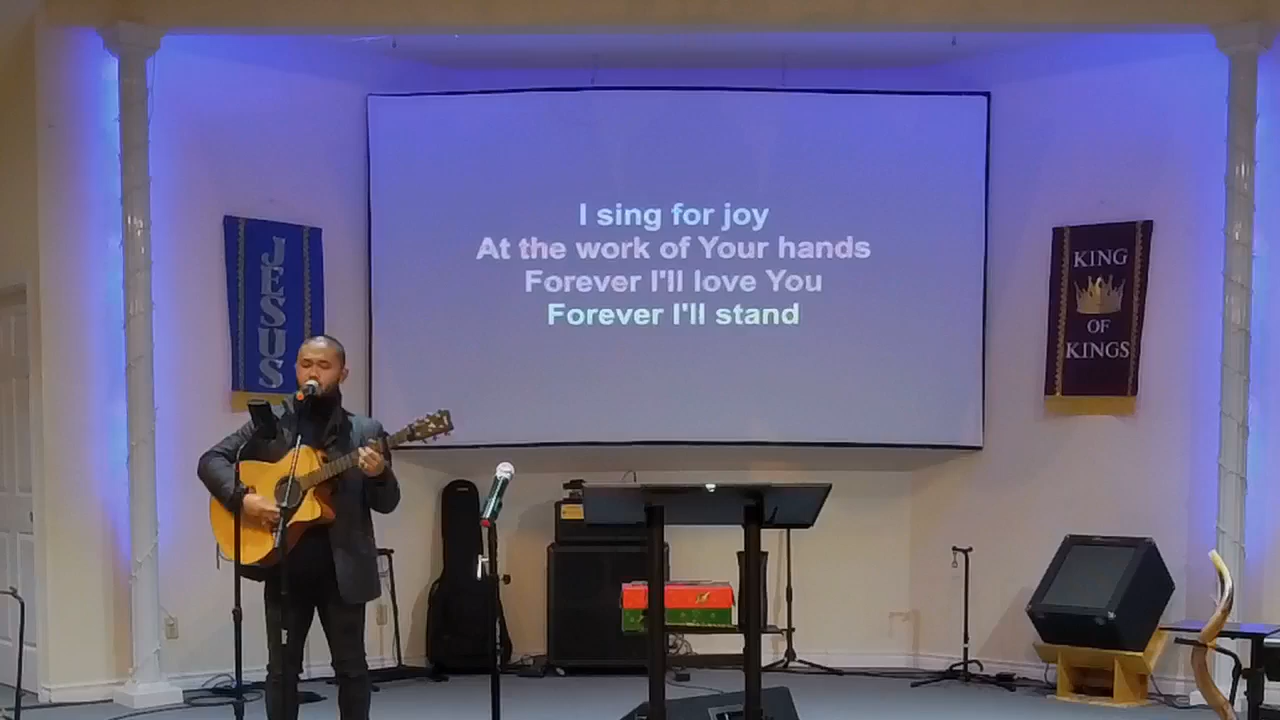 I sing for joy
At the work of Your hands
Forever I'll love You
Forever I'll stand
JESUS
KING
OF
KINGS